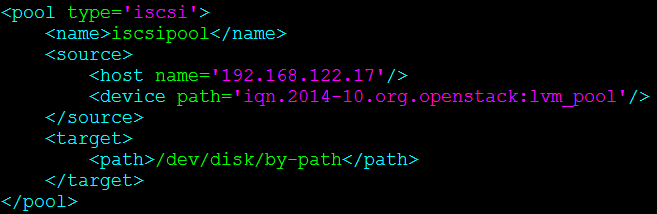 <pool type='iscsi'>
    <name>iscsipool</name>
    <source>
        <host name='192.168.122.17'/>
        <device path='iqn.2014-10.org.openstack:lvm_pool'/>
    </source>
    <target>
        <path>/dev/disk/by-path</path>
    </target>
</pool>